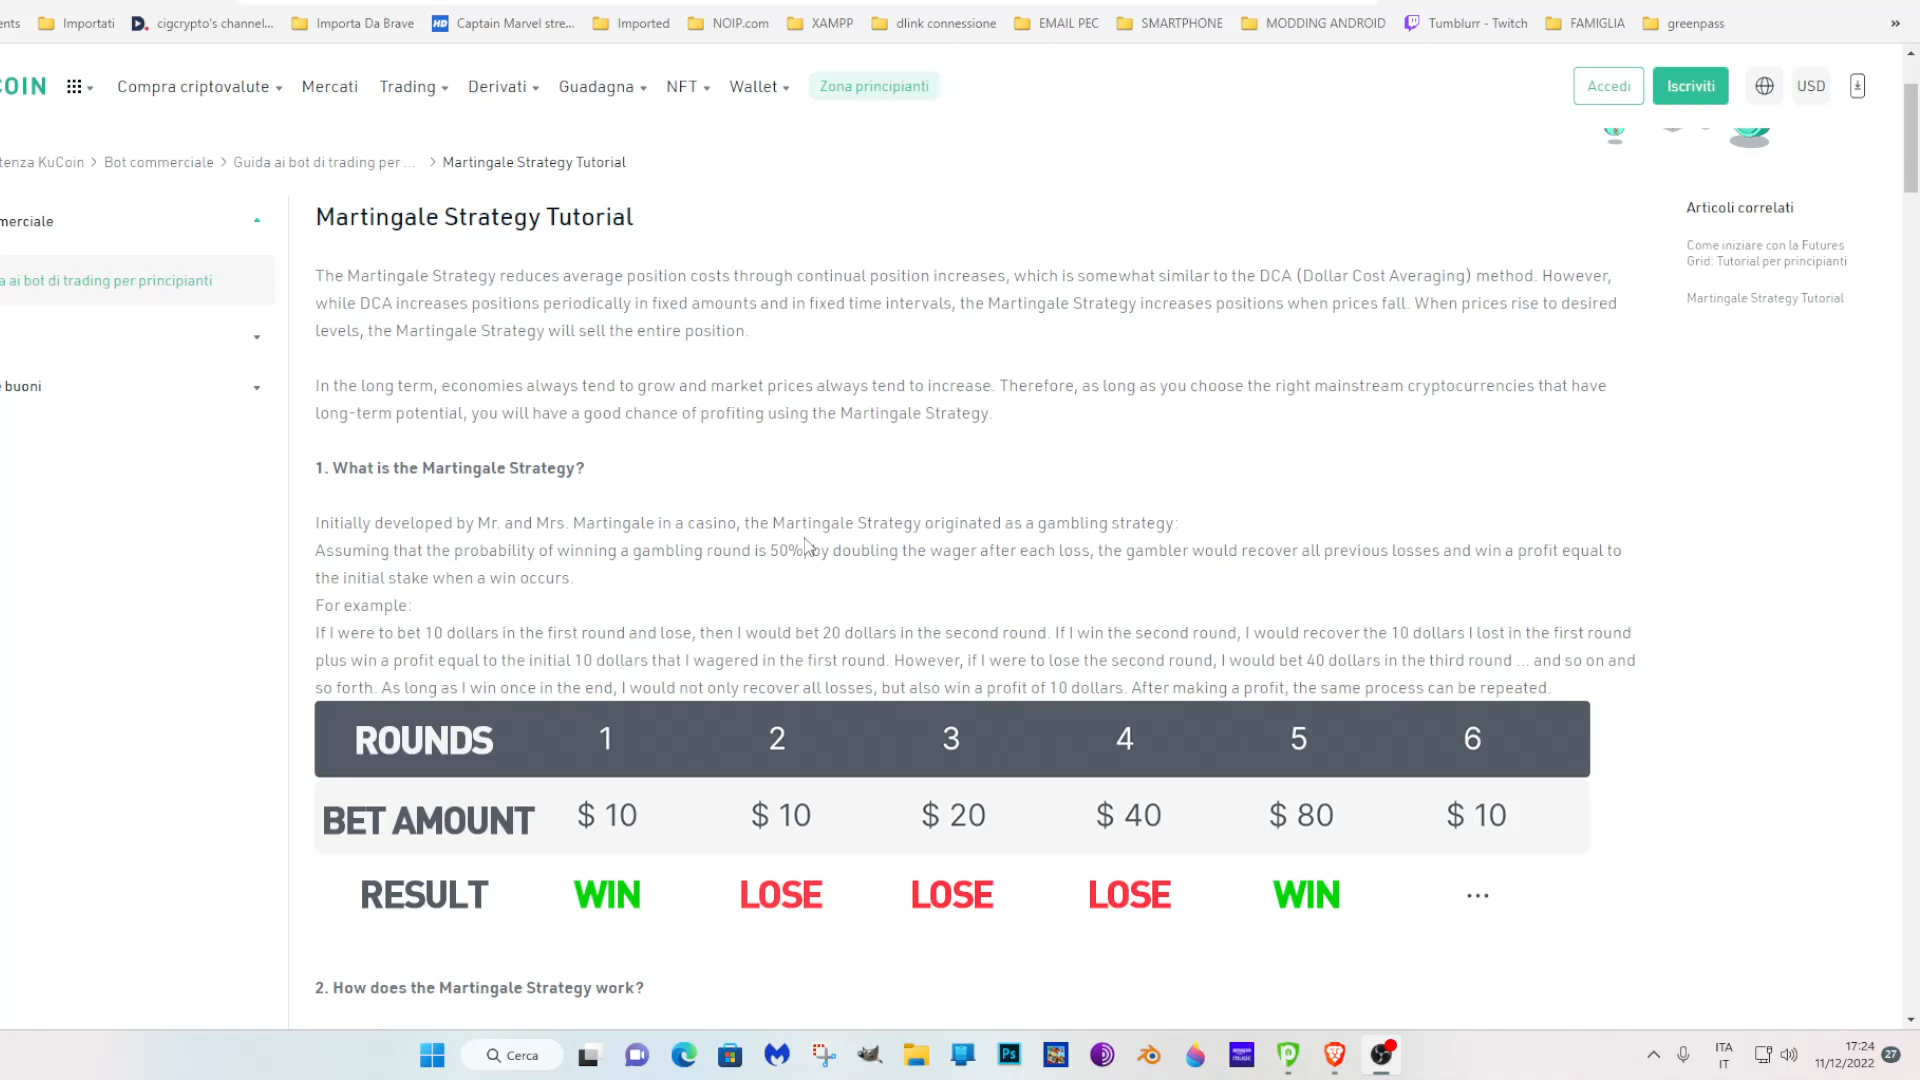 ents
Importati
cigcrypto's channel...
Importa Da Brave
HD
Captain Marvel stre...
Imported
NOIP.com
XAMPP
dlink connessione
EMAIL PEC
SMARTPHONE
MODDING ANDROID
Tumblurr - Twitch
FAMIGLIA
greenpass
»
COIN
Compra criptovalute
Mercati
Trading
Derivati
Guadagna
NFT
Wallet
Zona principianti
Accedi
Iscriviti
USD
tenza KuCoin > Bot commerciale > Guida ai bot di trading per ... > Martingale Strategy Tutorial
merciale
a ai bot di trading per principianti
e buoni
Martingale Strategy Tutorial
The Martingale Strategy reduces average position costs through continual position increases, which is somewhat similar to the DCA (Dollar Cost Averaging) method. However,
while DCA increases positions periodically in fixed amounts and in fixed time intervals, the Martingale Strategy increases positions when prices fall. When prices rise to desired
levels, the Martingale Strategy will sell the entire position.
In the long term, economies always tend to grow and market prices always tend to increase. Therefore, as long as you choose the right mainstream cryptocurrencies that have
long-term potential, you will have a good chance of profiting using the Martingale Strategy.
1. What is the Martingale Strategy?
Initially developed by Mr. and Mrs. Martingale in a casino, the Martingale Strategy originated as a gambling strategy:
Assuming that the probability of winning a gambling round is 50%, by doubling the wager after each loss, the gambler would recover all previous losses and win a profit equal to
the initial stake when a win occurs.
For example:
If I were to bet 10 dollars in the first round and lose, then I would bet 20 dollars in the second round. If I win the second round, I would recover the 10 dollars I lost in the first round
plus win a profit equal to the initial 10 dollars that I wagered in the first round. However, if I were to lose the second round, I would bet 40 dollars in the third round ... and so on and
so forth. As long as I win once in the end, I would not only recover all losses, but also win a profit of 10 dollars. After making a profit, the same process can be repeated.
ROUNDS 1 2 3 4 5 6
BET AMOUNT $ 10 $ 10 $ 20 $ 40 $ 80 $ 10
RESULT WIN LOSE LOSE LOSE WIN ...
2. How does the Martingale Strategy work?
Articoli correlati
Come iniziare con la Futures
Grid: Tutorial per principianti
Martingale Strategy Tutorial
Cerca
Ps
ITA
IT
17:24
11/12/2022
27